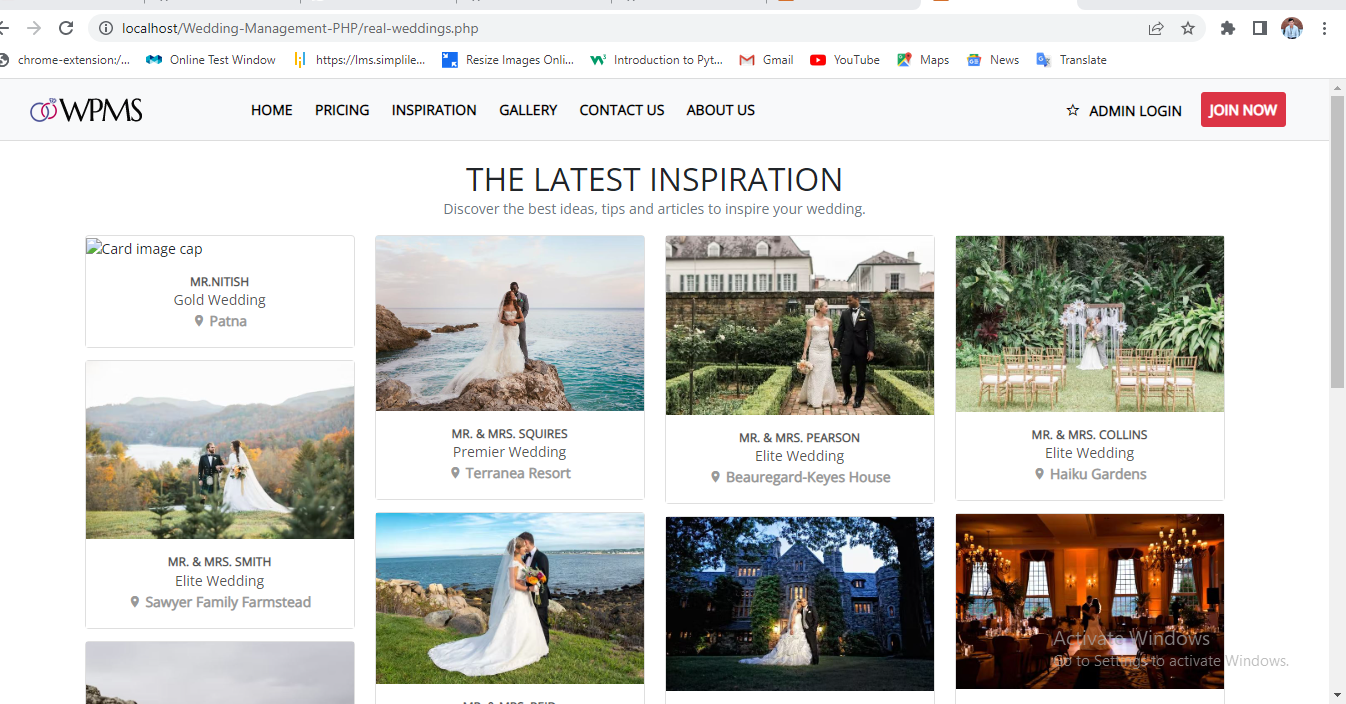 localhost/Wedding-Management-PHP/real-weddings.php
chrome-extension:/... Online Test Window https://lms.simplile... Resize Images Onli... Introduction to Pyt... Gmail YouTube Maps News Translate
WPMS HOME PRICING INSPIRATION GALLERY CONTACT US ABOUT US ADMIN LOGIN JOIN NOW
THE LATEST INSPIRATION
Discover the best ideas, tips and articles to inspire your wedding.
Card image cap
MR.NITISH
Gold Wedding
Patna
MR. & MRS. SMITH
Elite Wedding
Sawyer Family Farmstead
MR. & MRS. SQUIRES
Premier Wedding
Terranea Resort
MR. & MRS. REID
MR. & MRS. PEARSON
Elite Wedding
Beauregard-Keyes House
MR. & MRS. COLLINS
Elite Wedding
Haiku Gardens
Activate Windows
Go to Settings to activate Windows.